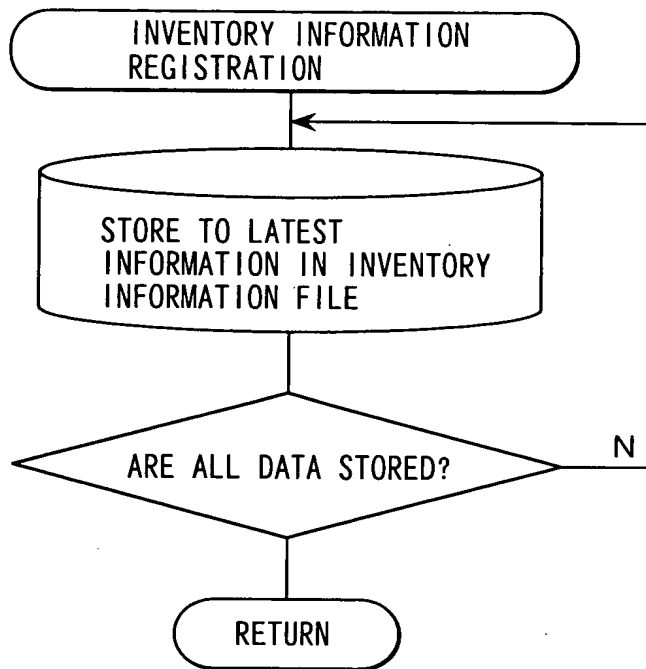 INVENTORY INFORMATION
REGISTRATION
STORE TO LATEST
INFORMATION IN INVENTORY
INFORMATION FILE
ARE ALL DATA STORED?
N
RETURN